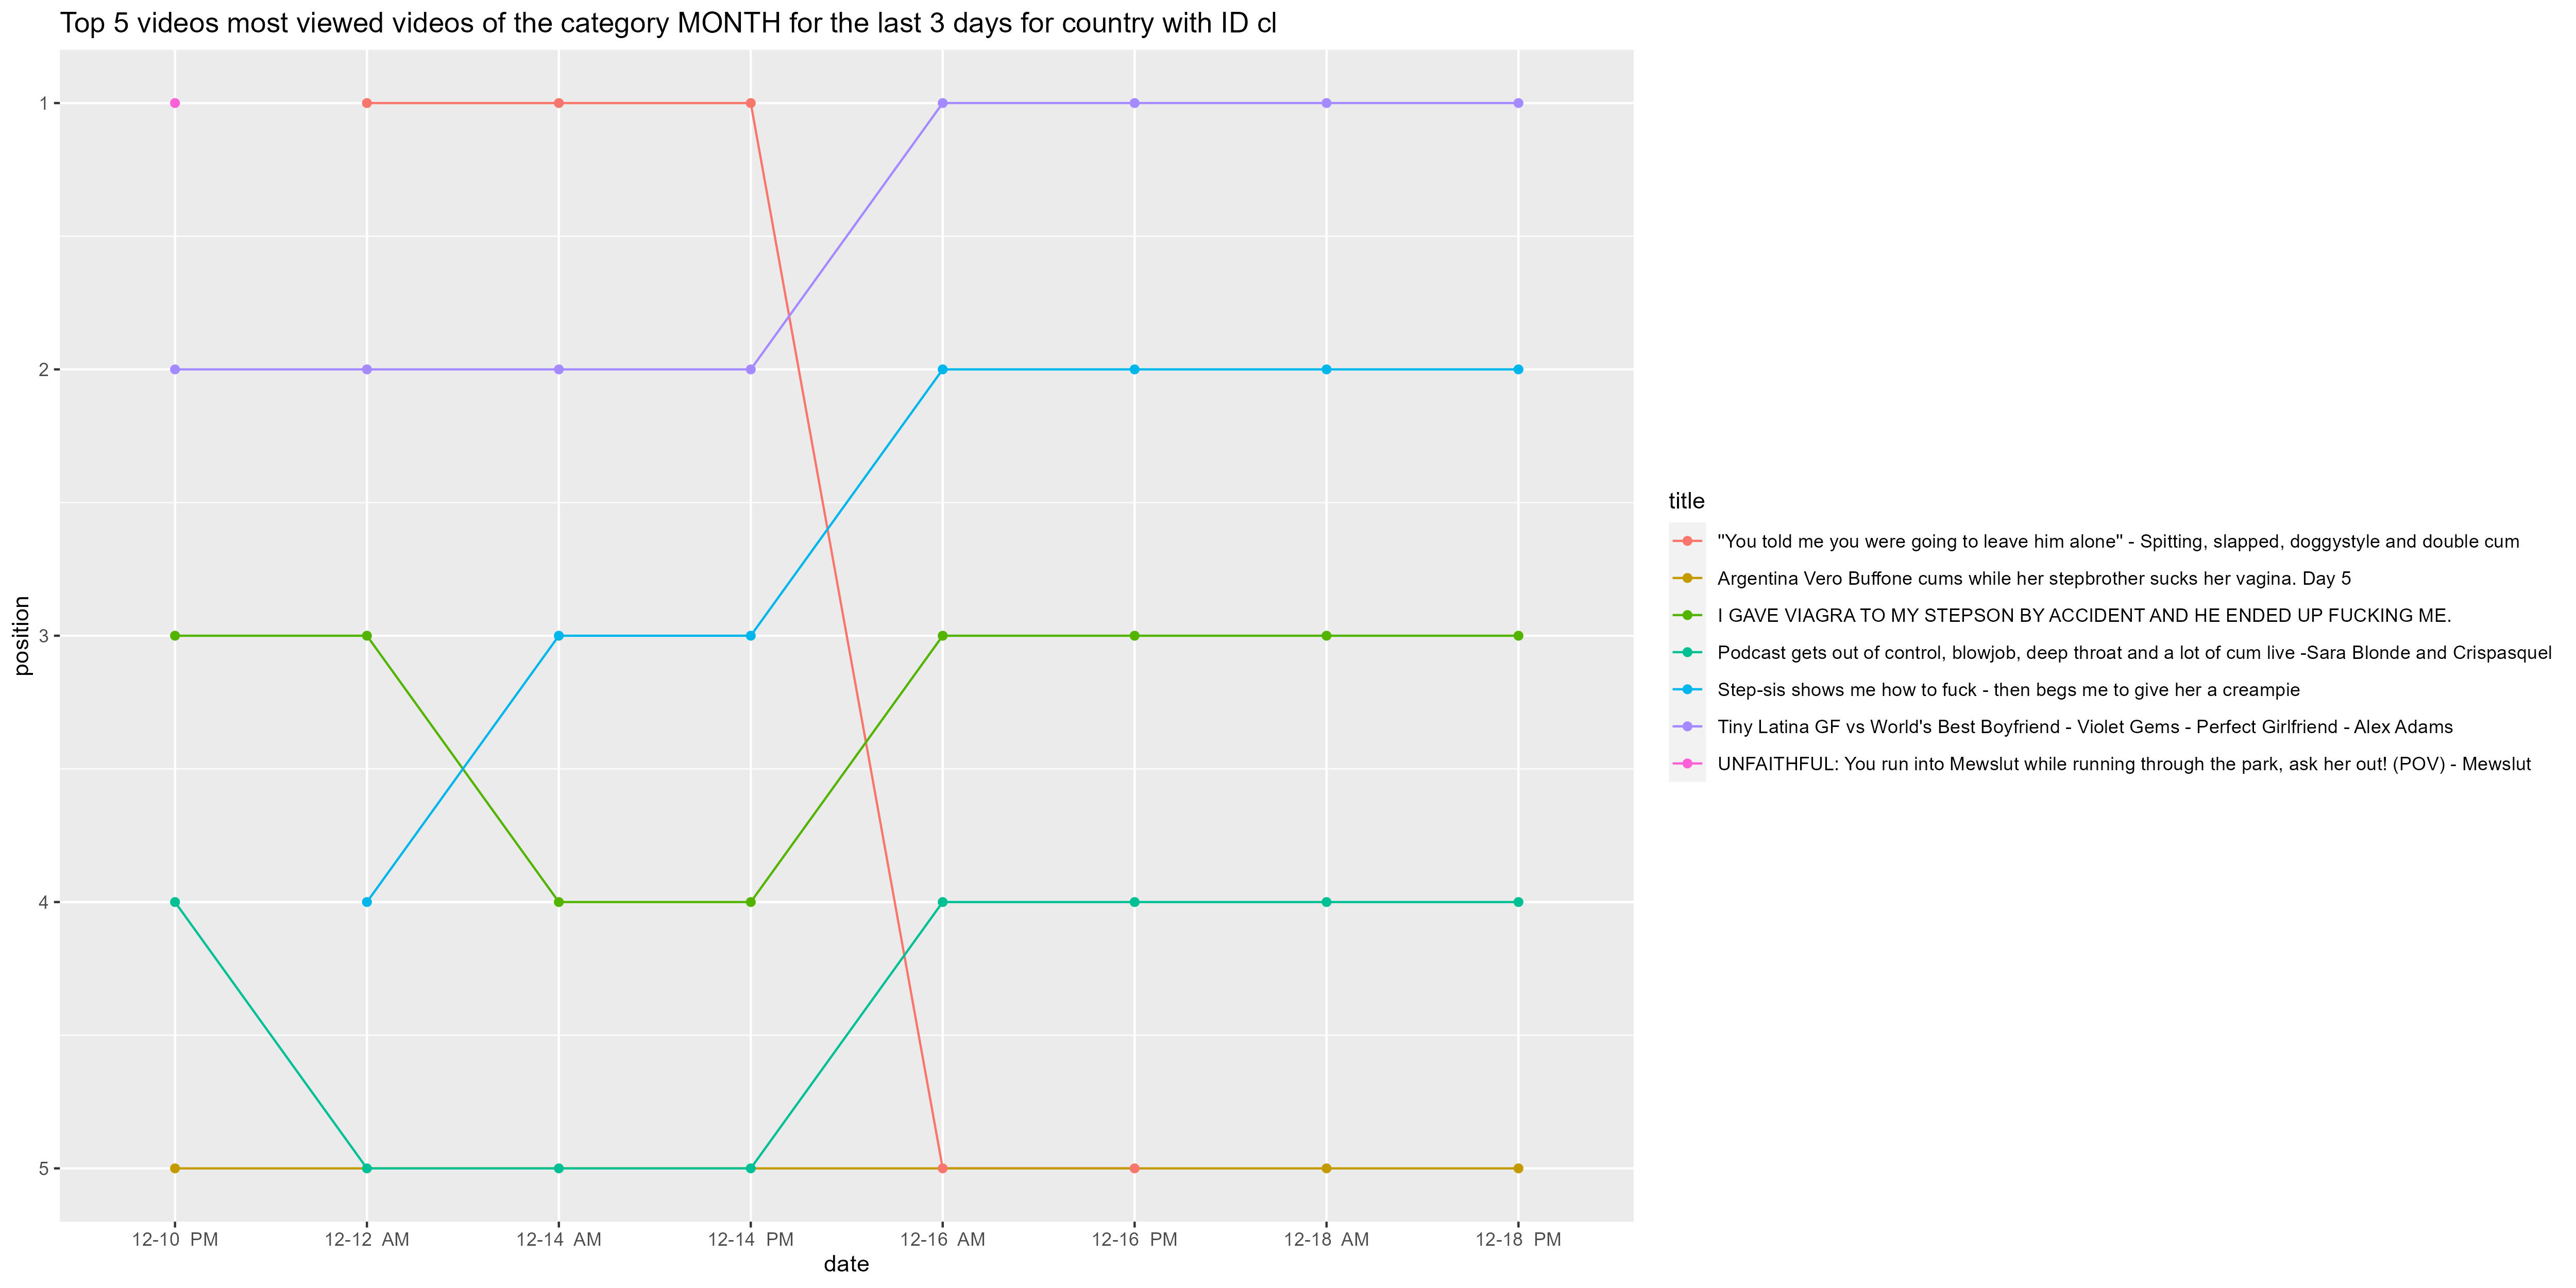 Top 5 videos most viewed videos of the category MONTH for the last 3 days for country with ID cl
position
1
2
3
4
5
12-10 PM
12-12 AM
12-14 AM
12-14 PM
12-16 AM
12-16 PM
12-18 AM
12-18 PM
date
title
"You told me you were going to leave him alone" - Spitting, slapped, doggystyle and double cum
Argentina Vero Buffone cums while her stepbrother sucks her vagina. Day 5
I GAVE VIAGRA TO MY STEPSON BY ACCIDENT AND HE ENDED UP FUCKING ME.
Podcast gets out of control, blowjob, deep throat and a lot of cum live -Sara Blonde and Crispasquel
Step-sis shows me how to fuck - then begs me to give her a creampie
Tiny Latina GF vs World's Best Boyfriend - Violet Gems - Perfect Girlfriend - Alex Adams
UNFAITHFUL: You run into Mewslut while running through the park, ask her out! (POV) - Mewslut